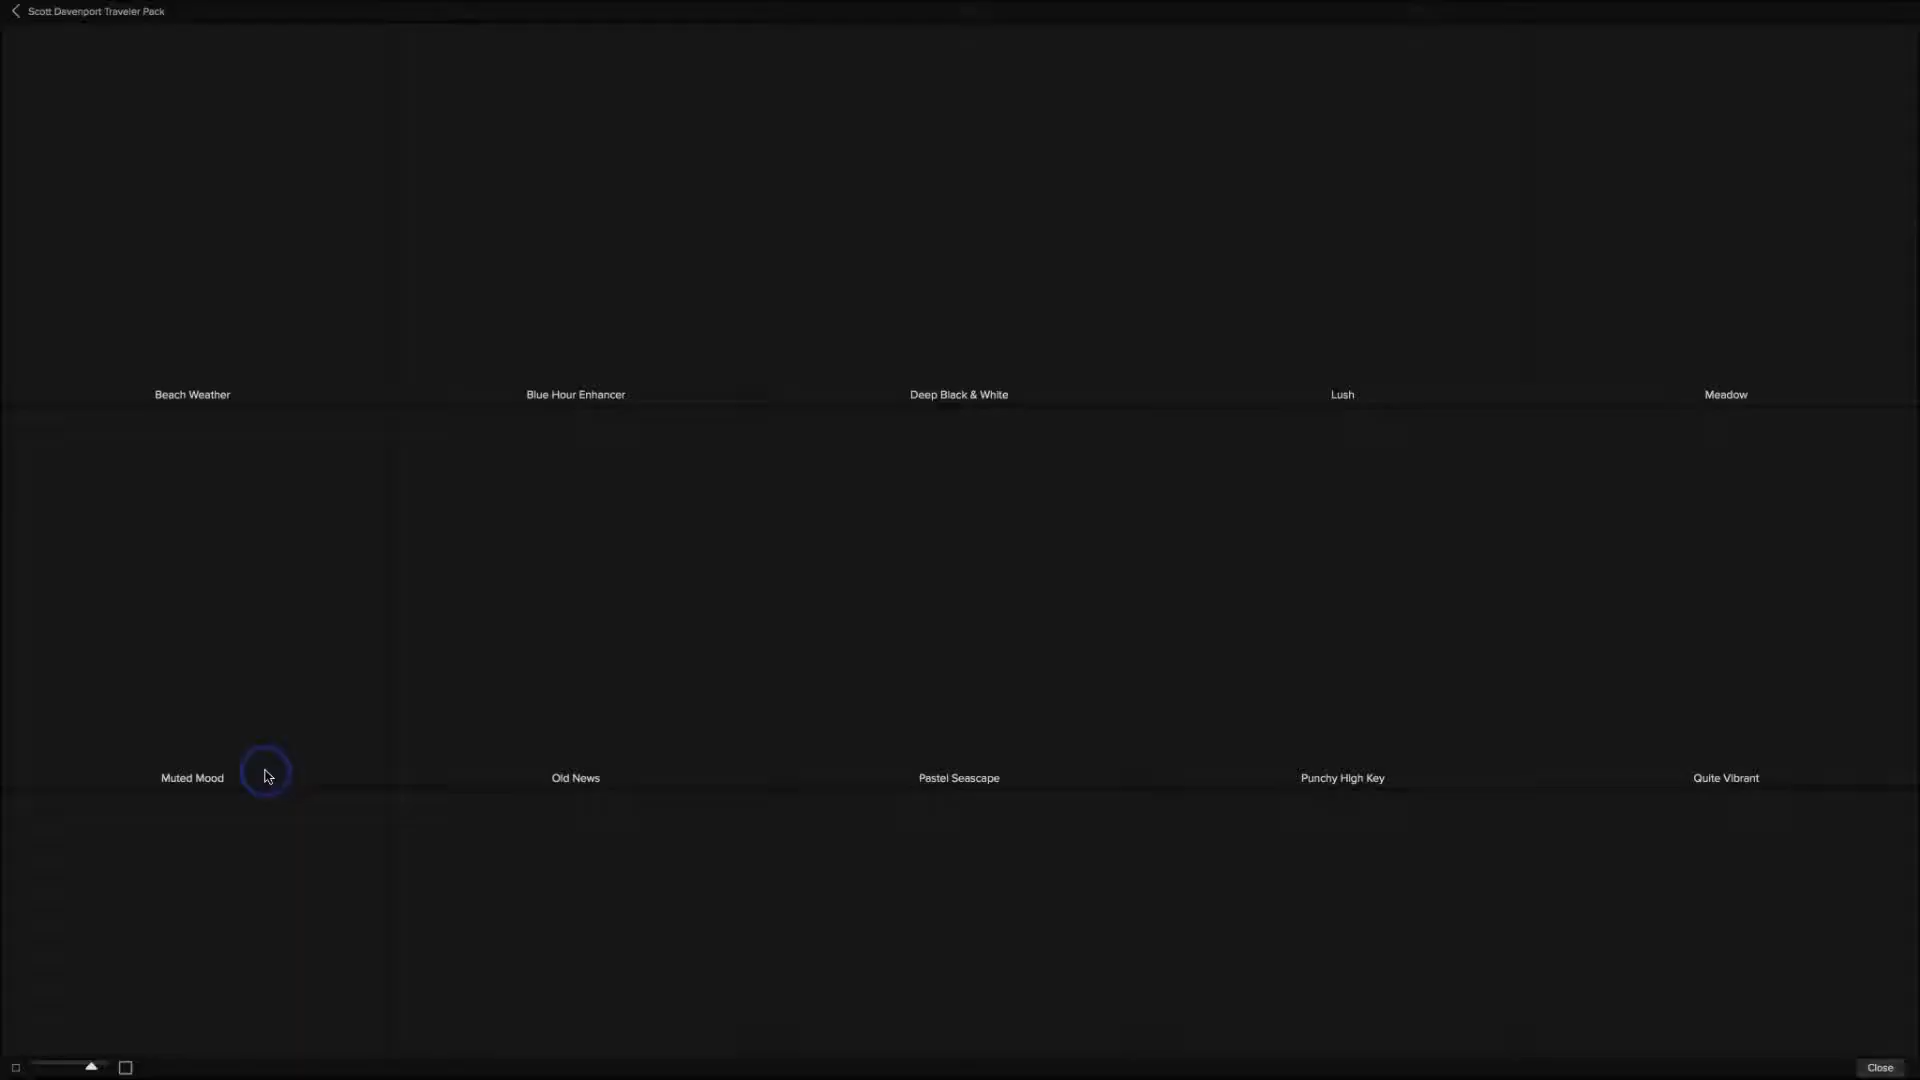 Scott Davenport Traveler Pack
Beach Weather
Blue Hour Enhancer
Deep Black & White
Lush
Meadow
Muted Mood
Old News
Pastel Seascape
Punchy High Key
Quite Vibrant
Close